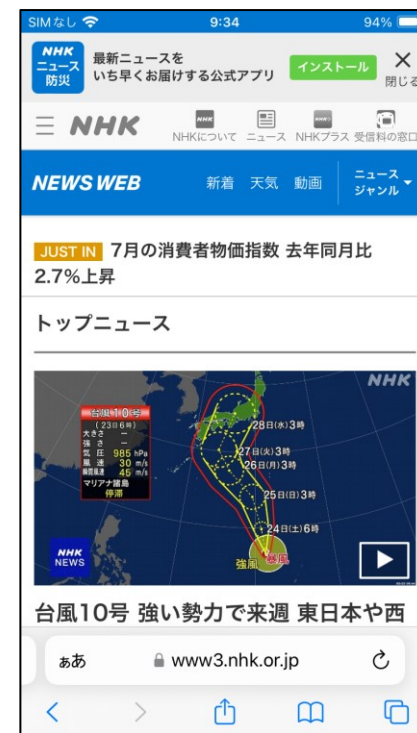 SIMなし 9:34 94%
NHK
ニュース
防災
最新ニュースを
いち早くお届けする公式アプリ
インストール
閉じる
NHK
NHKについて ニュース NHKプラス 受信料の窓口
NEWS WEB 新着 天気 動画 ニュース
ジャンル
JUST IN 7月の消費者物価指数 去年同月比
2.7%上昇
トップニュース
NHK
台風10号
(23日6時)
大きさ －
強さ －
気圧 985 hPa
風速 30 m/s
瞬間風速 45 m/s
マリアナ諸島
停滞
28日(水)3時
27日(火)3時
26日(月)3時
25日(日)3時
24日(土)6時
強風 暴風
NHK
NEWS
台風10号 強い勢力で来週 東日本や西
ああ www3.nhk.or.jp